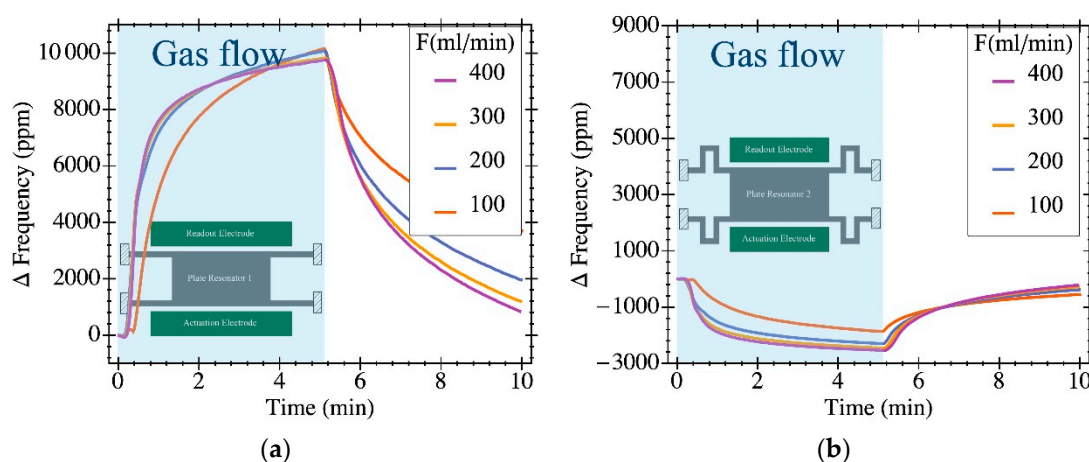 Gas flow
F(ml/min)
400
300
200
100
Δ Frequency (ppm)
10 000
8000
6000
4000
2000
0
Readout Electrode
Plate Resonator 1
Actuation Electrode
0 2 4 6 8 10
Time (min)
(a)
Gas flow
F(ml/min)
400
300
200
100
Δ Frequency (ppm)
9000
7000
5000
3000
1000
−1000
−3000
Readout Electrode
Plate Resonator 2
Actuation Electrode
0 2 4 6 8 10
Time (min)
(b)